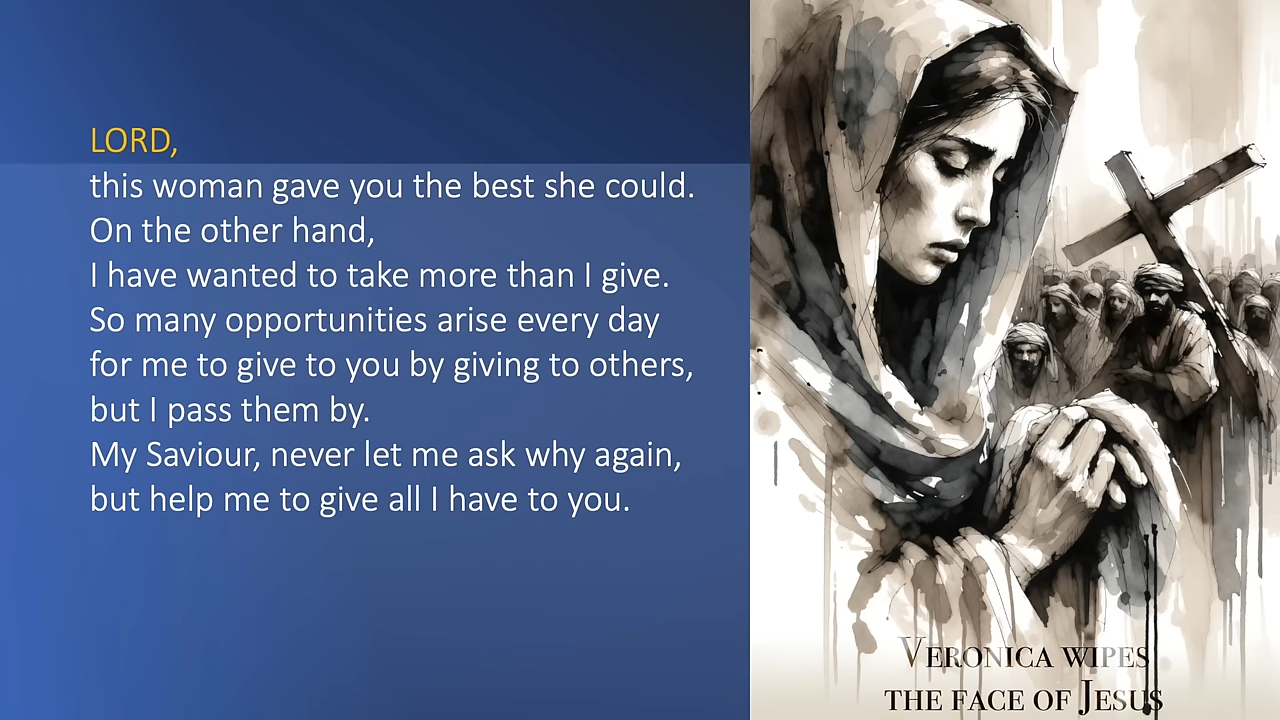 LORD,
this woman gave you the best she could.
On the other hand,
I have wanted to take more than I give.
So many opportunities arise every day
for me to give to you by giving to others,
but I pass them by.
My Saviour, never let me ask why again,
but help me to give all I have to you.
VERONICA WIPES
THE FACE OF JESUS